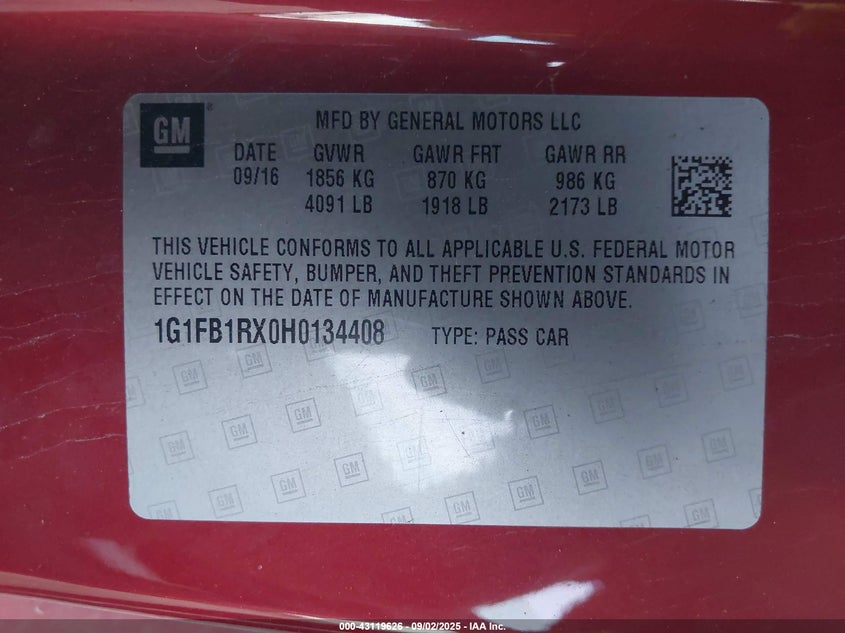 GM ®
MFD BY GENERAL MOTORS LLC
DATE GVWR GAWR FRT GAWR RR
09/16 1856 KG 870 KG 986 KG
4091 LB 1918 LB 2173 LB
THIS VEHICLE CONFORMS TO ALL APPLICABLE U.S. FEDERAL MOTOR
VEHICLE SAFETY, BUMPER, AND THEFT PREVENTION STANDARDS IN
EFFECT ON THE DATE OF MANUFACTURE SHOWN ABOVE.
1G1FB1RX0H0134408 TYPE: PASS CAR
000-43119626 - 09/02/2025 - IAA Inc.